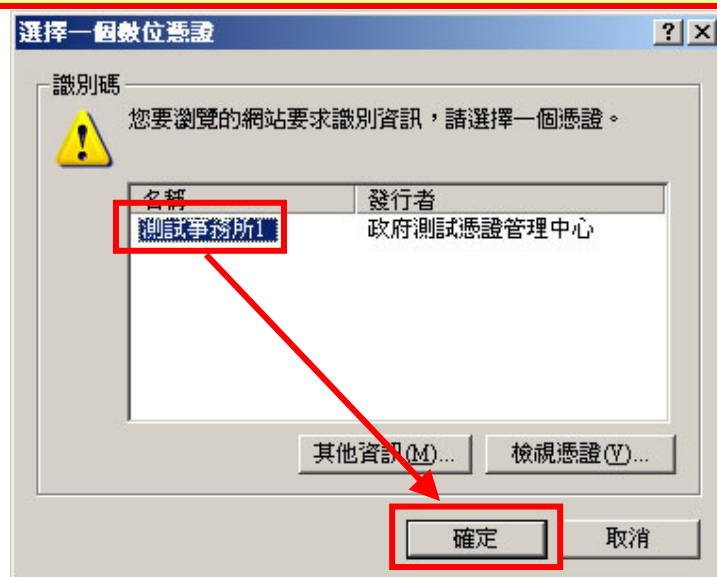 選擇一個數位憑證
識別碼
您要瀏覽的網站要求識別資訊，請選擇一個憑證。
名稱 發行者
測試事務所1 政府測試憑證管理中心
其他資訊(M)... 檢視憑證(V)...
確定 取消